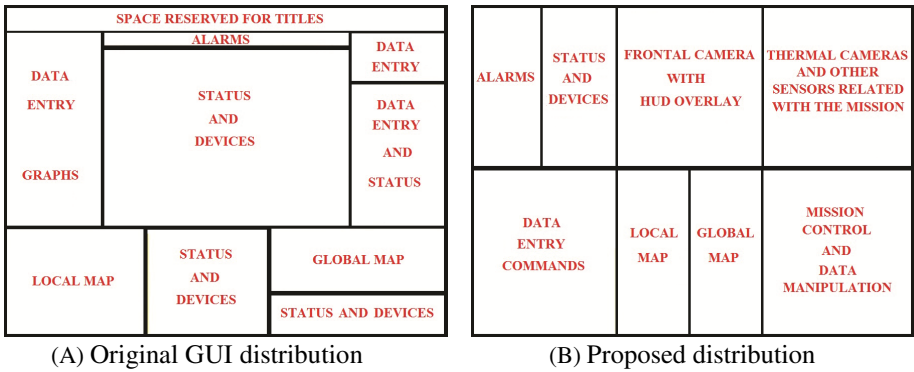 SPACE RESERVED FOR TITLES
DATA
ENTRY
GRAPHS
ALARMS
STATUS
AND
DEVICES
DATA
ENTRY
DATA
ENTRY
AND
STATUS
LOCAL MAP
STATUS
AND
DEVICES
GLOBAL MAP
STATUS AND DEVICES
(A) Original GUI distribution
ALARMS
STATUS
AND
DEVICES
FRONTAL CAMERA
WITH
HUD OVERLAY
THERMAL CAMERAS
AND OTHER
SENSORS RELATED
WITH THE MISSION
DATA
ENTRY
COMMANDS
LOCAL
MAP
GLOBAL
MAP
MISSION
CONTROL
AND
DATA
MANIPULATION
(B) Proposed distribution